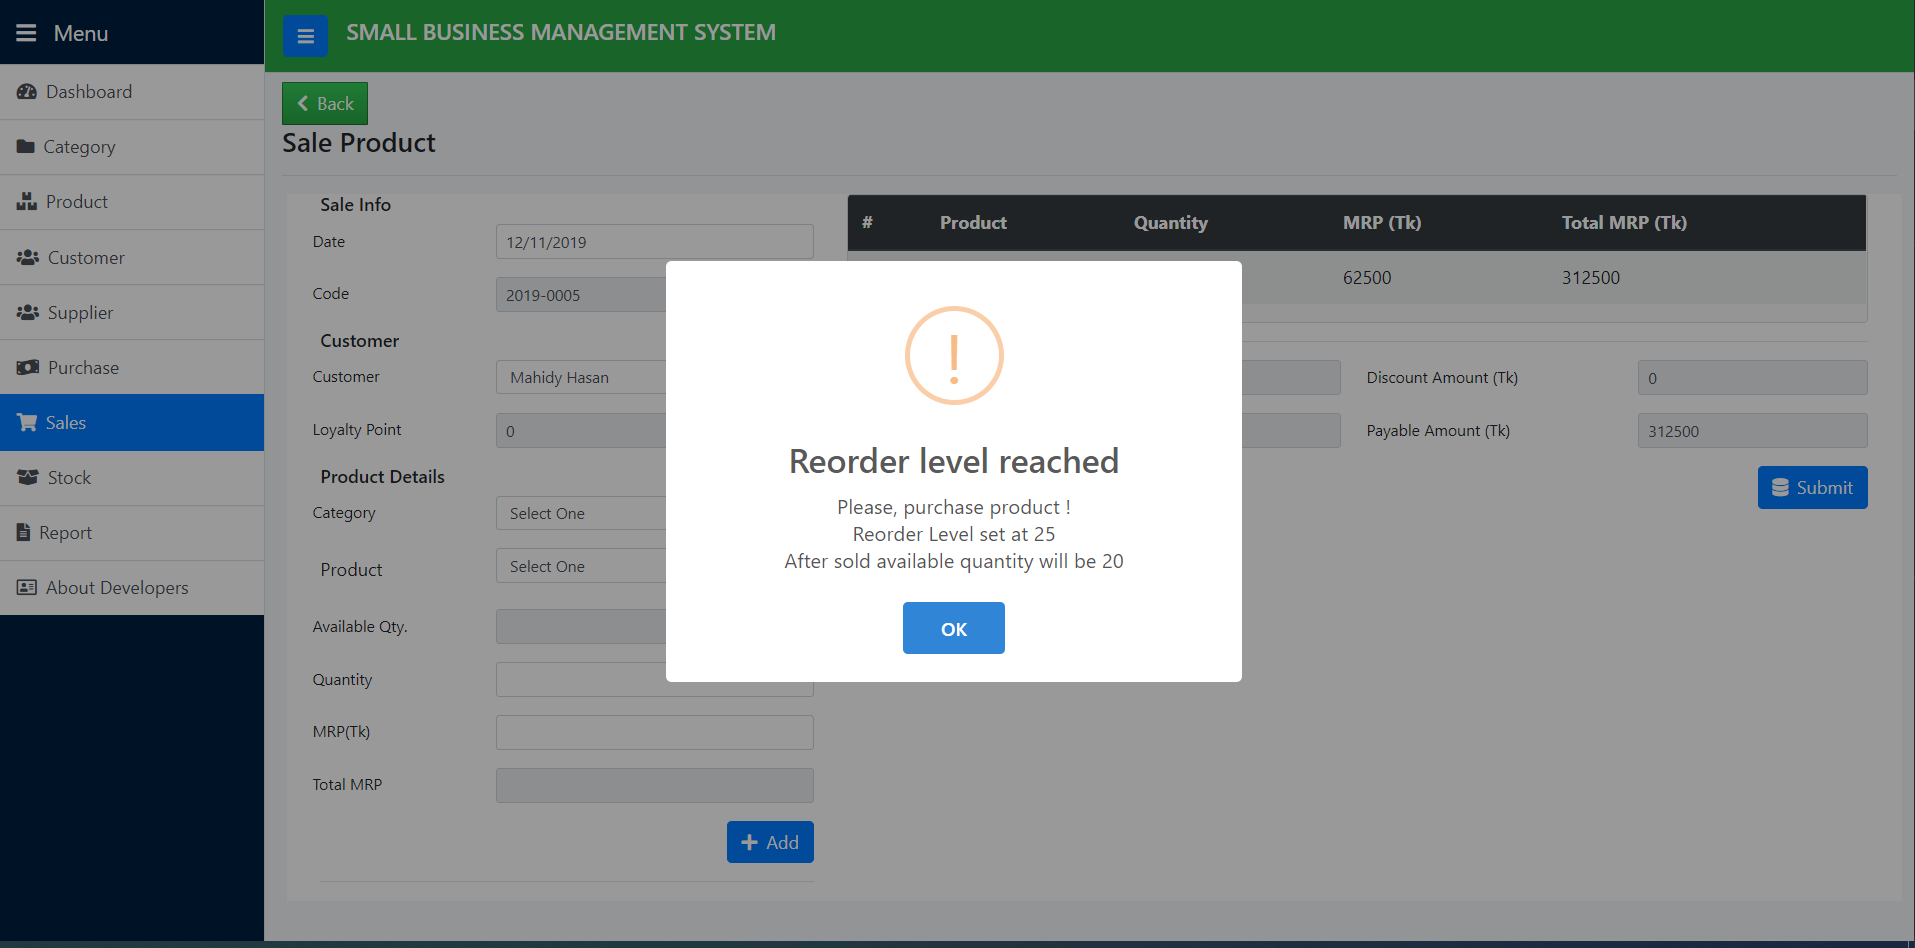 Menu
SMALL BUSINESS MANAGEMENT SYSTEM
Dashboard
Category
Product
Customer
Supplier
Purchase
Sales
Stock
Report
About Developers
Back
Sale Product
Sale Info
Date 12/11/2019
Code 2019-0005
Customer
Customer Mahidy Hasan
Loyalty Point 0
Product Details
Category Select One
Product Select One
Available Qty.
Quantity
MRP(Tk)
Total MRP
Add
# Product Quantity MRP (Tk) Total MRP (Tk)
62500 312500
Discount Amount (Tk) 0
Payable Amount (Tk) 312500
Submit
Reorder level reached
Please, purchase product !
Reorder Level set at 25
After sold available quantity will be 20
OK